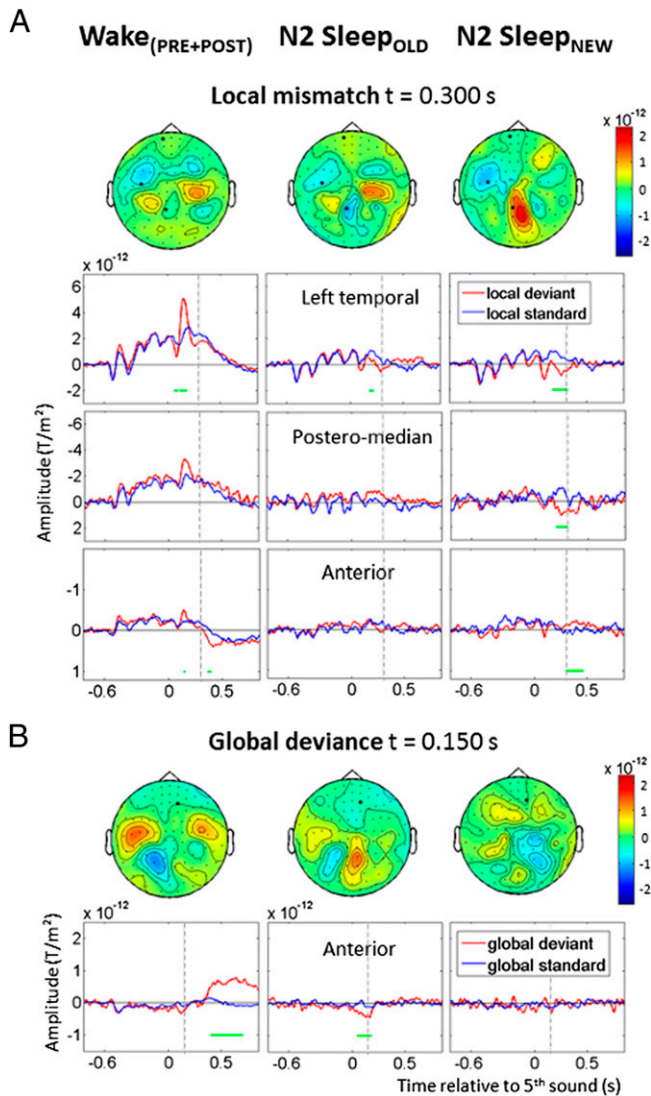 A
Wake(PRE+POST) N2 SleepOLD N2 SleepNEW
Local mismatch t = 0.300 s
x 10⁻¹²
2
1
0
-1
-2
x 10⁻¹²
6
4
2
0
-2
Left temporal
local deviant
local standard
Amplitude (T/m²)
-6
-4
-2
0
2
Postero-median
-1
0
1
Anterior
-0.6 0 0.5 -0.6 0 0.5 -0.6 0 0.5
B
Global deviance t = 0.150 s
x 10⁻¹²
2
1
0
-1
-2
x 10⁻¹² x 10⁻¹²
Amplitude (T/m²)
2
1
0
-1
Anterior
global deviant
global standard
-0.6 0 0.5 -0.6 0 0.5 -0.6 0 0.5
Time relative to 5th sound (s)